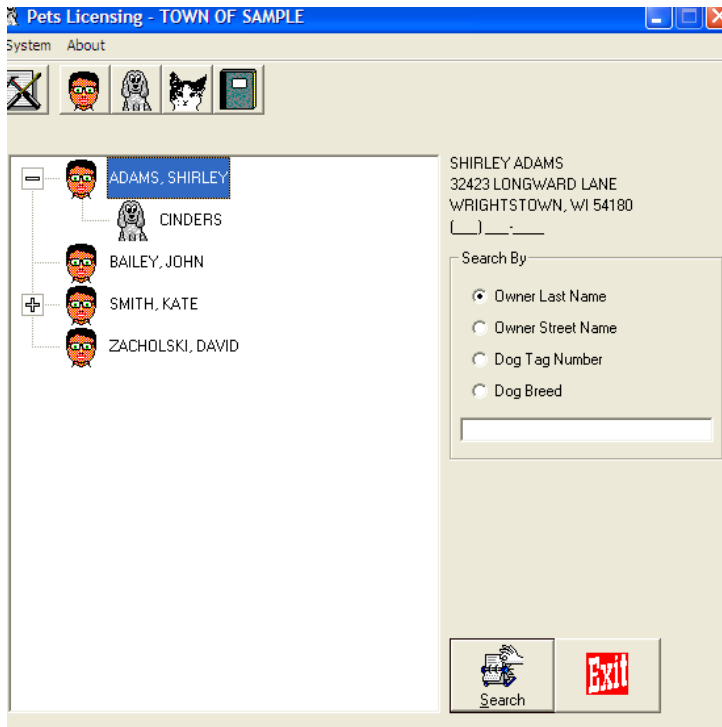 Pets Licensing - TOWN OF SAMPLE
System About
ADAMS, SHIRLEY
CINDERS
BAILEY, JOHN
SMITH, KATE
ZACHOLSKI, DAVID
SHIRLEY ADAMS
32423 LONGWARD LANE
WRIGHTSTOWN, WI 54180
(___) ___-____
Search By
Owner Last Name
Owner Street Name
Dog Tag Number
Dog Breed
Search
Exit